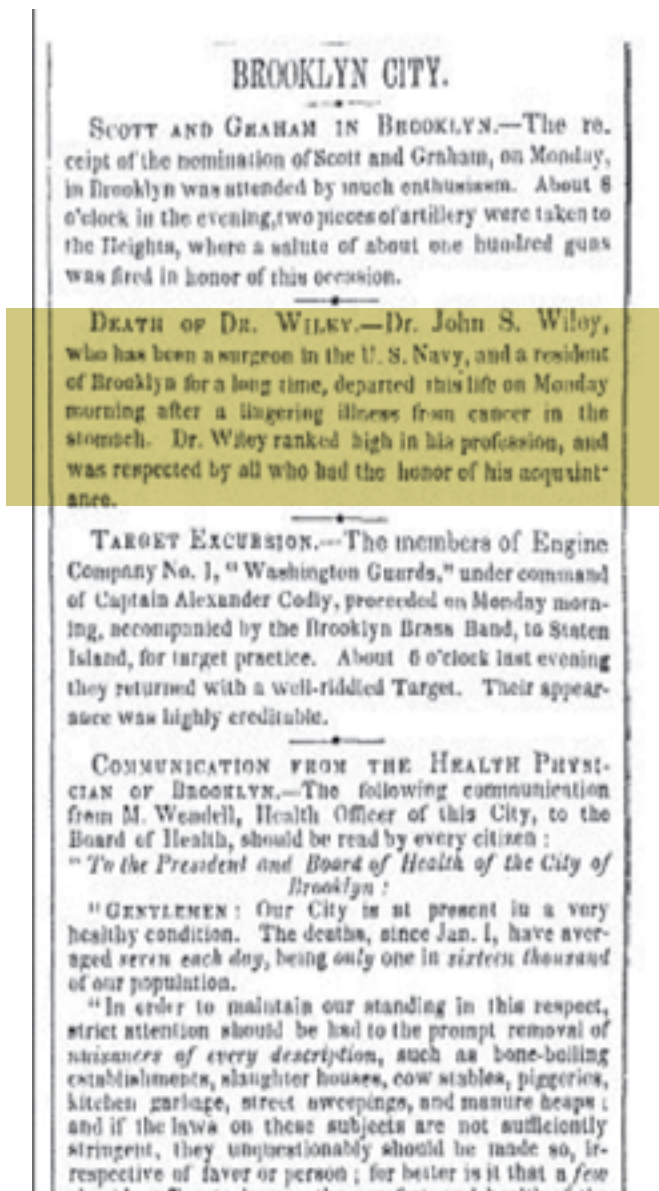 BROOKLYN CITY.
SCOTT AND GRAHAM IN BROOKLYN.—The re.
ceipt of the nomination of Scott and Graham, on Monday,
in Brooklyn was attended by much enthusiasm. About 8
o'clock in the evening, two pieces of artillery were taken to
the Heights, where a salute of about one hundred guns
was fired in honor of this occasion.
DEATH OF DR. WILEY.—Dr. John S. Wiley,
who has been a surgeon in the U. S. Navy, and a resident
of Brooklyn for a long time, departed this life on Monday
morning after a lingering illness from cancer in the
stomach. Dr. Wiley ranked high in his profession, and
was respected by all who had the honor of his acquaint-
ance.
TARGET EXCURSION.—The members of Engine
Company No. 1, "Washington Guards," under command
of Captain Alexander proceeded on Monday morn-
ing, accompanied by the Brooklyn Brass Band, to Staten
Island, for target practice. About 6 o'clock last evening
they returned with a well-riddled Target. Their appear-
ance was highly creditable.
COMMUNICATION FROM THE HEALTH PHYSI-
CIAN OF BROOKLYN.—The following communication
from M. Wendell, Health Officer of this City, to the
Board of Health, should be read by every citizen:
"To the President and Board of Health of the City of
Brooklyn:
"GENTLEMEN: Our City is at present in a very
healthy condition. The deaths, since Jan. 1, have aver-
aged seven each day, being only one in sixteen thousand
of our population.
"In order to maintain our standing in this respect,
strict attention should be had to the prompt removal of
nuisances of every description, such as bone-boiling
establishments, slaughter houses, cow stables, piggeries,
kitchen garbage, street sweepings, and manure heaps;
and if the laws on these subjects are not sufficiently
stringent, they unquestionably should be made so, ir-
respective of favor or person; for better is it that a few